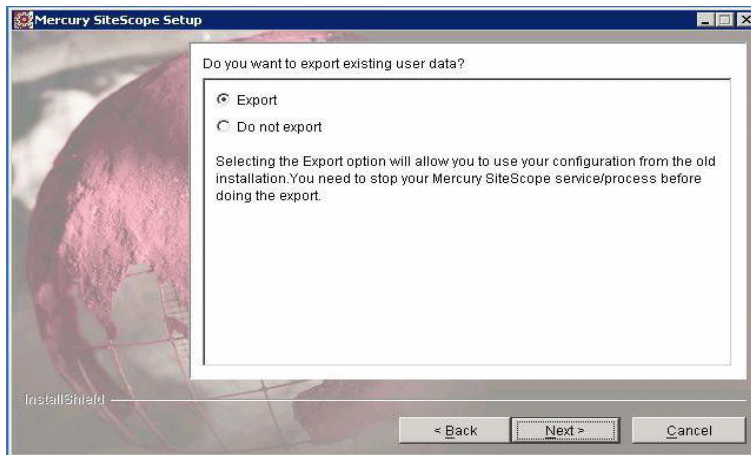 Mercury SiteScope Setup
Do you want to export existing user data?
Export
Do not export
Selecting the Export option will allow you to use your configuration from the old
installation.You need to stop your Mercury SiteScope service/process before
doing the export.
InstallShield
< Back
Next >
Cancel